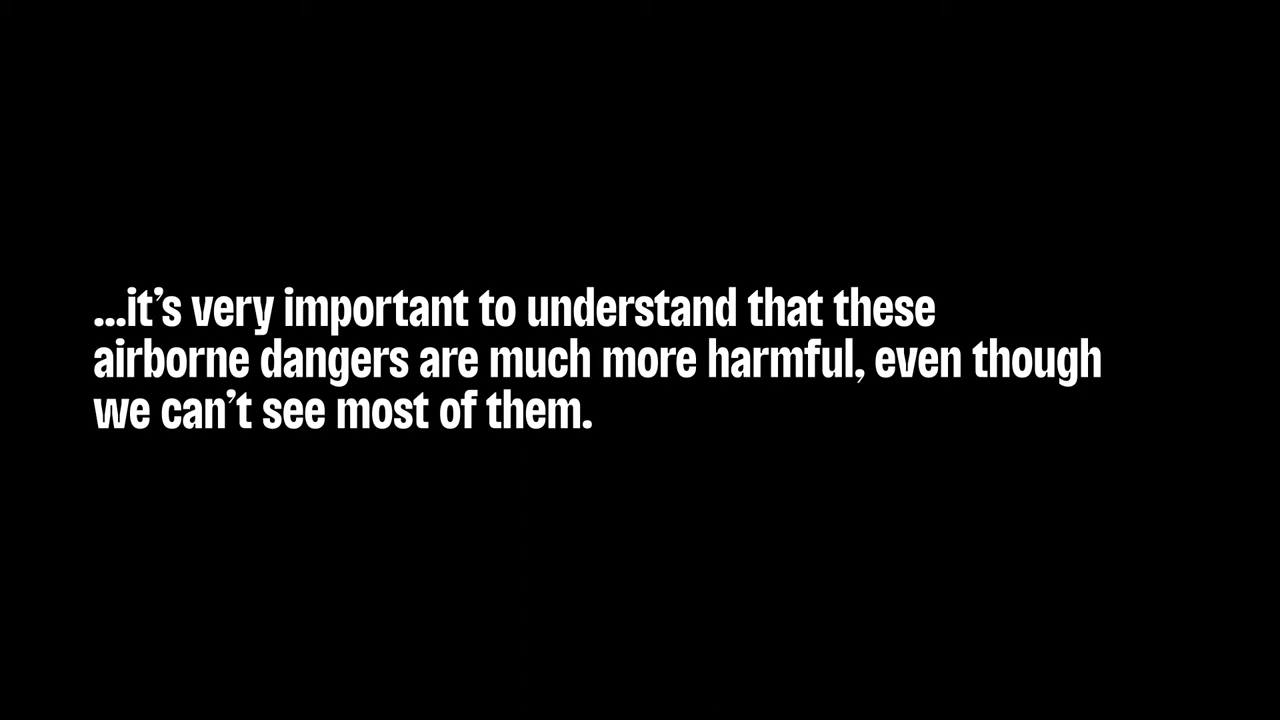 ...it’s very important to understand that these
airborne dangers are much more harmful, even though
we can’t see most of them.